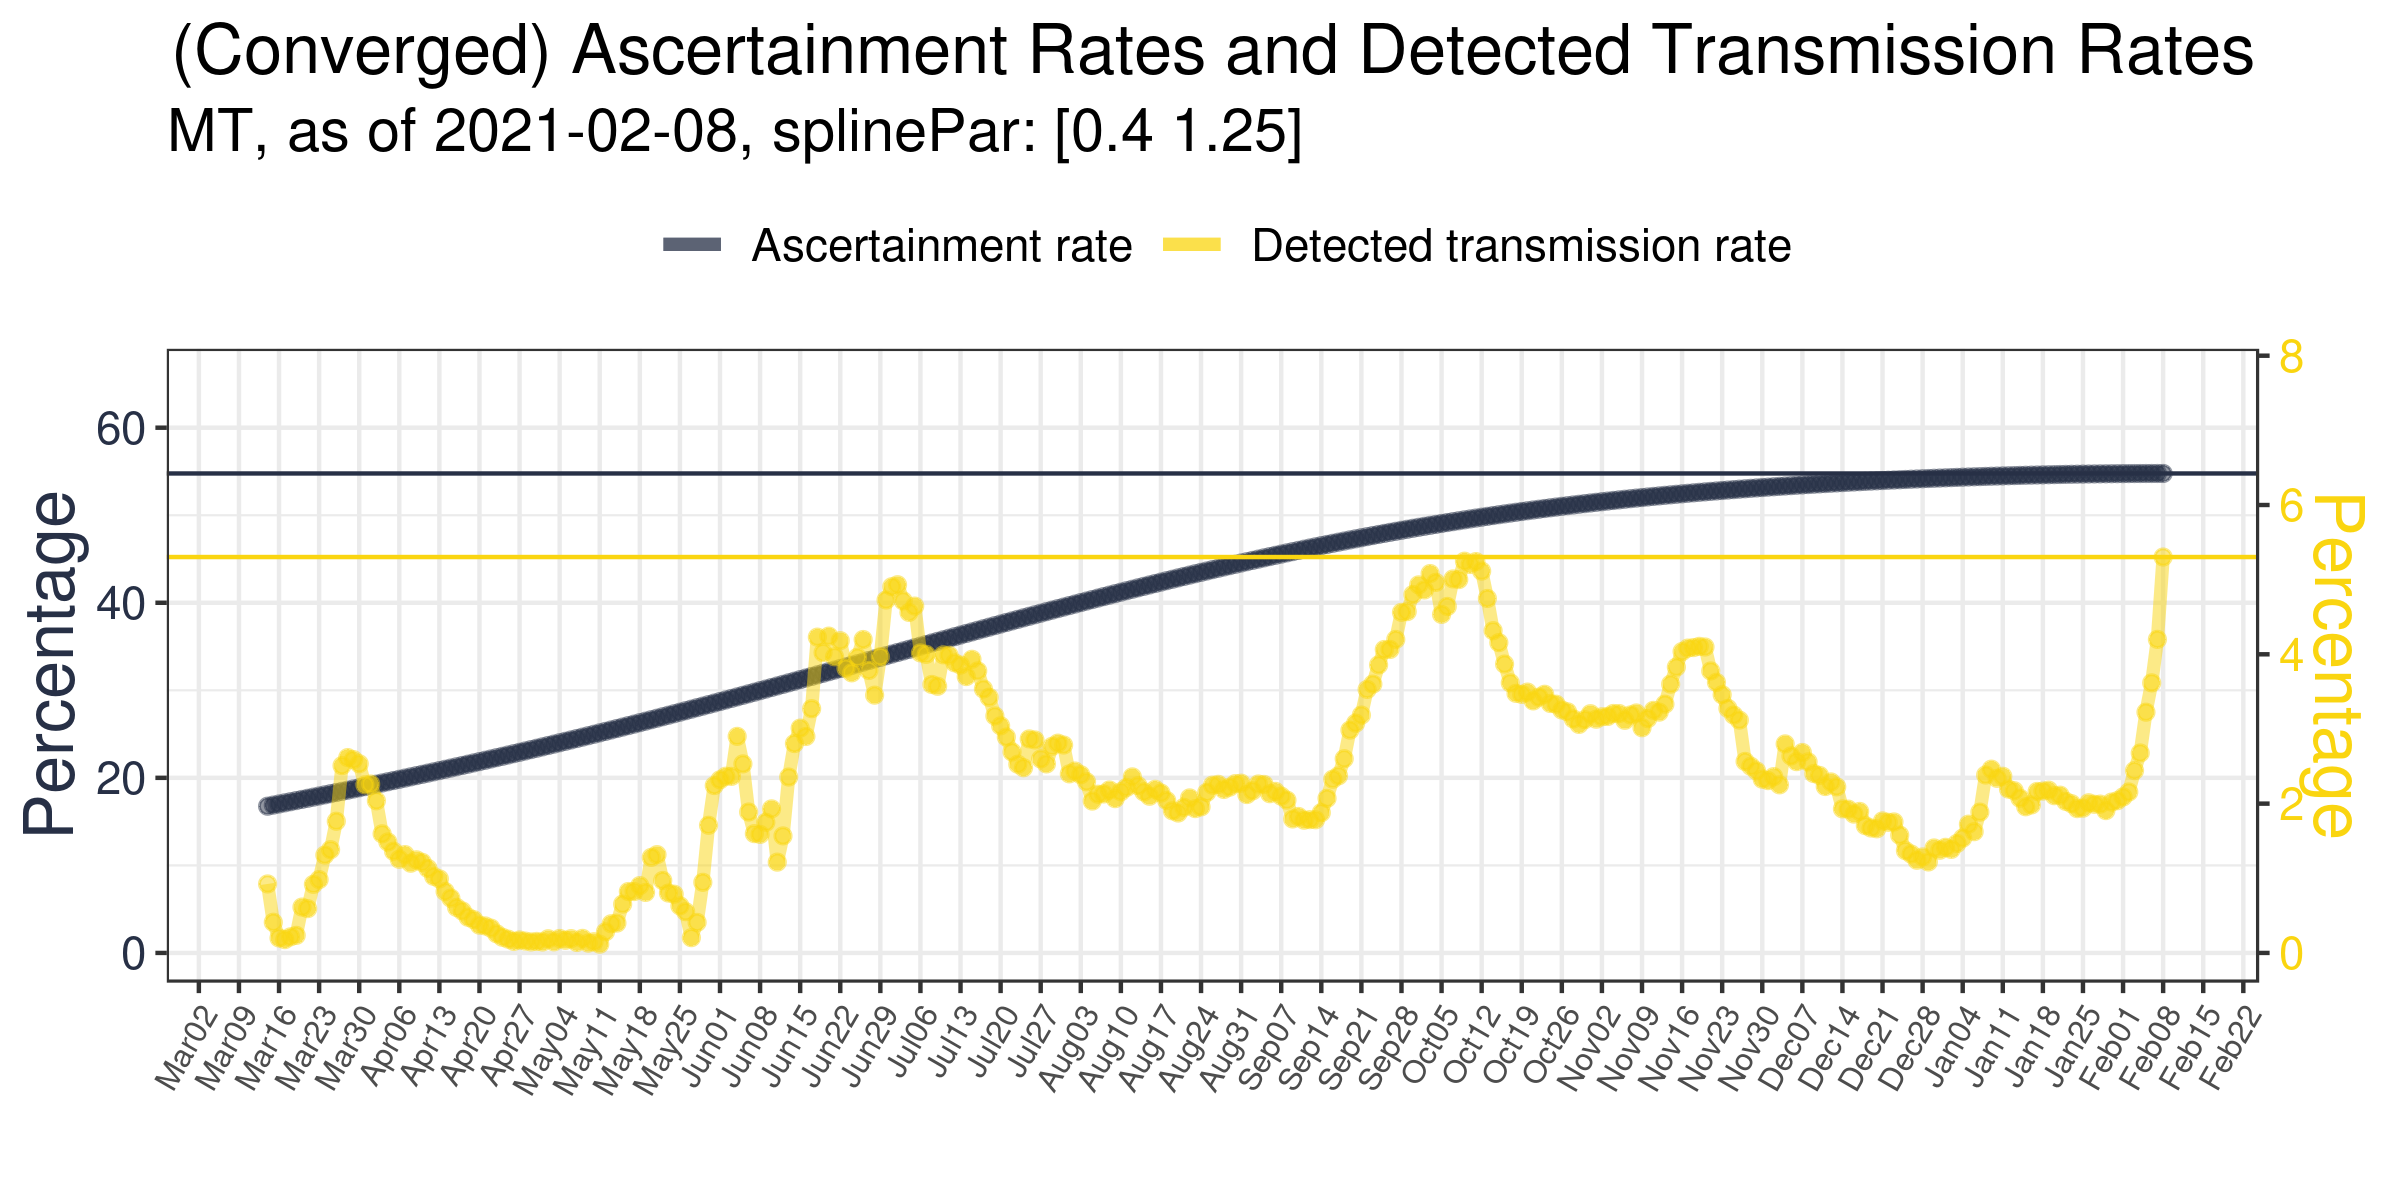 (Converged) Ascertainment Rates and Detected Transmission Rates
MT, as of 2021-02-08, splinePar: [0.4 1.25]
Ascertainment rate
Detected transmission rate
Percentage
60
40
20
0
8
6
4
2
0
Percentage
Mar02
Mar09
Mar16
Mar23
Mar30
Apr06
Apr13
Apr20
Apr27
May04
May11
May18
May25
Jun01
Jun08
Jun15
Jun22
Jun29
Jul06
Jul13
Jul20
Jul27
Aug03
Aug10
Aug17
Aug24
Aug31
Sep07
Sep14
Sep21
Sep28
Oct05
Oct12
Oct19
Oct26
Nov02
Nov09
Nov16
Nov23
Nov30
Dec07
Dec14
Dec21
Dec28
Jan04
Jan11
Jan18
Jan25
Feb01
Feb08
Feb15
Feb22